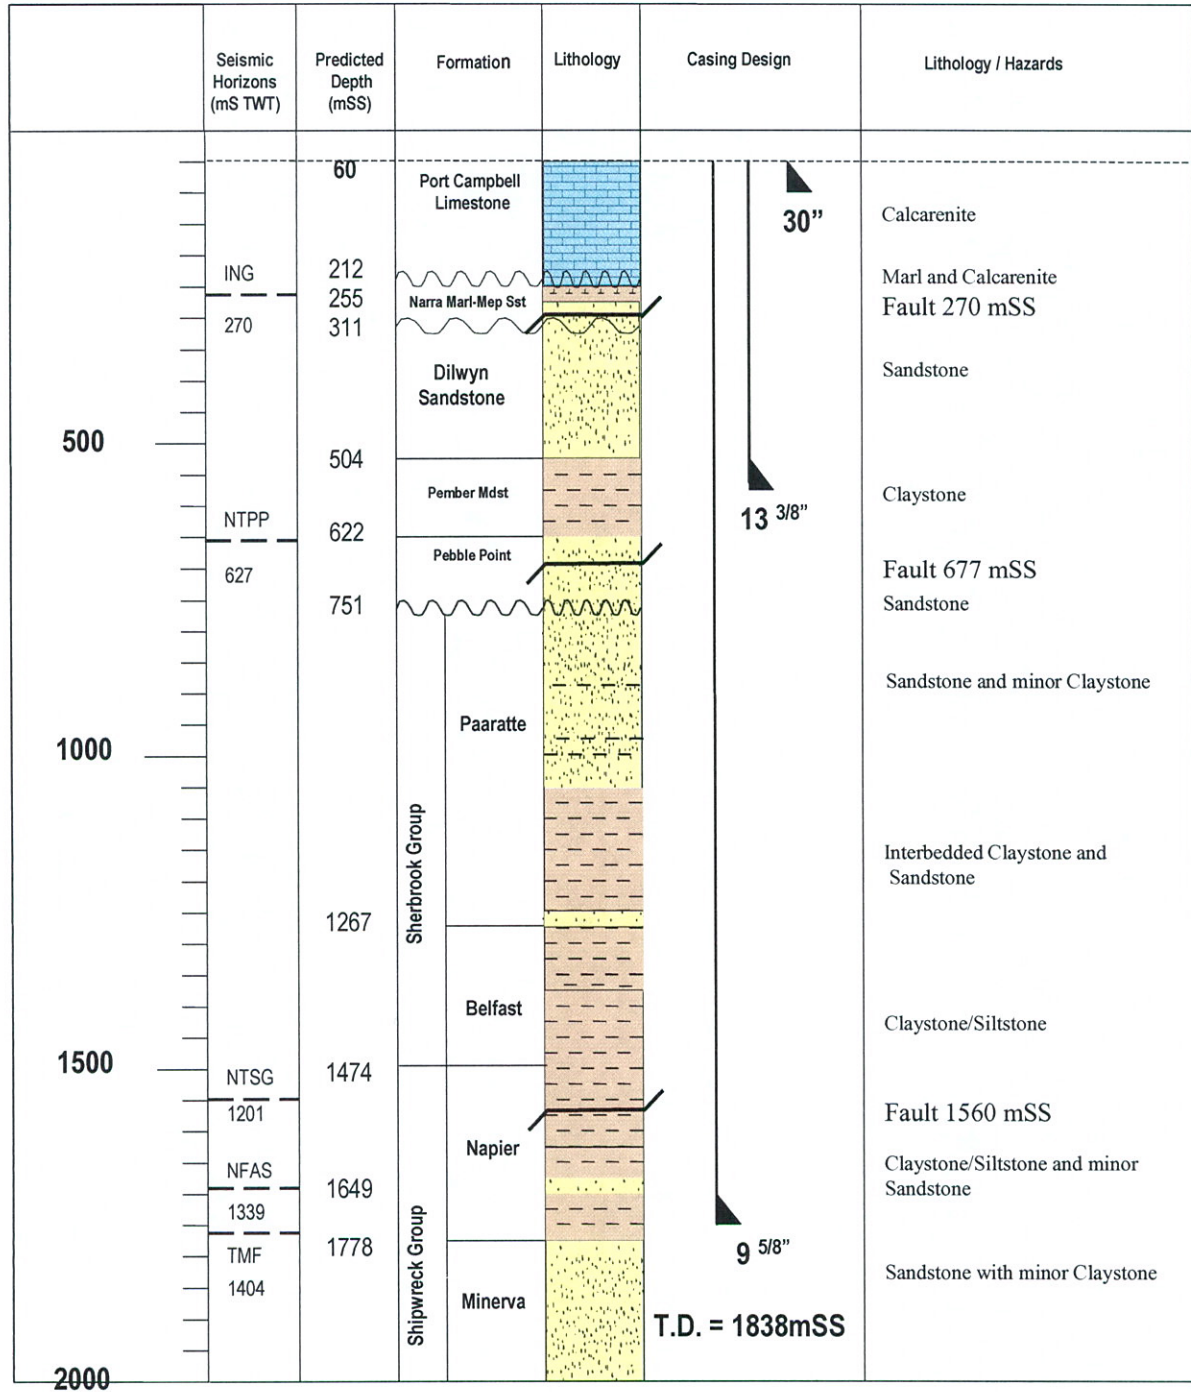 Seismic
Horizons
(mS TWT)
Predicted
Depth
(mSS)
Formation
Lithology
Casing Design
Lithology / Hazards
60
Port Campbell
Limestone
30”
Calcarenite
ING
212
Marl and Calcarenite
255
Narra Marl-Mep Sst
Fault 270 mSS
270
311
Dilwyn
Sandstone
Sandstone
500
504
Pember Mdst
Claystone
13 3/8”
NTPP
622
Pebble Point
627
Fault 677 mSS
751
Sandstone
Sandstone and minor Claystone
Paaratte
1000
Sherbrook Group
Interbedded Claystone and
Sandstone
1267
Belfast
Claystone/Siltstone
1500
NTSG
1474
1201
Fault 1560 mSS
Napier
NFAS
1649
Claystone/Siltstone and minor
Sandstone
1339
Shipwreck Group
9 5/8”
TMF
1778
1404
Sandstone with minor Claystone
Minerva
T.D. = 1838mSS
2000